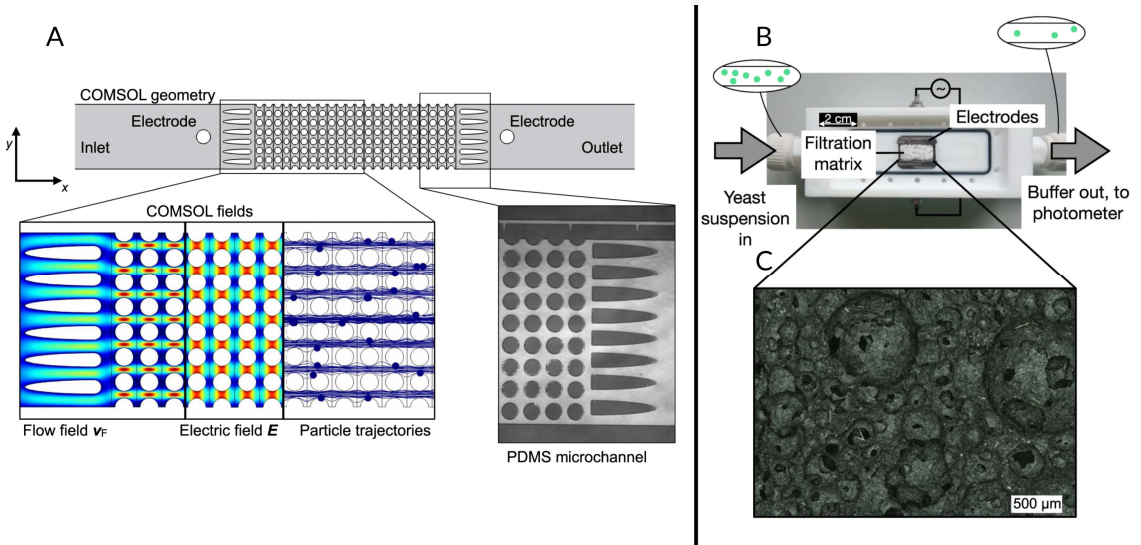 A
COMSOL geometry
Electrode
Electrode
Inlet
Outlet
y
x
COMSOL fields
Flow field vF
Electric field E
Particle trajectories
PDMS microchannel
B
2 cm
Electrodes
Filtration
matrix
Yeast
suspension
in
Buffer out, to
photometer
~
C
500 µm